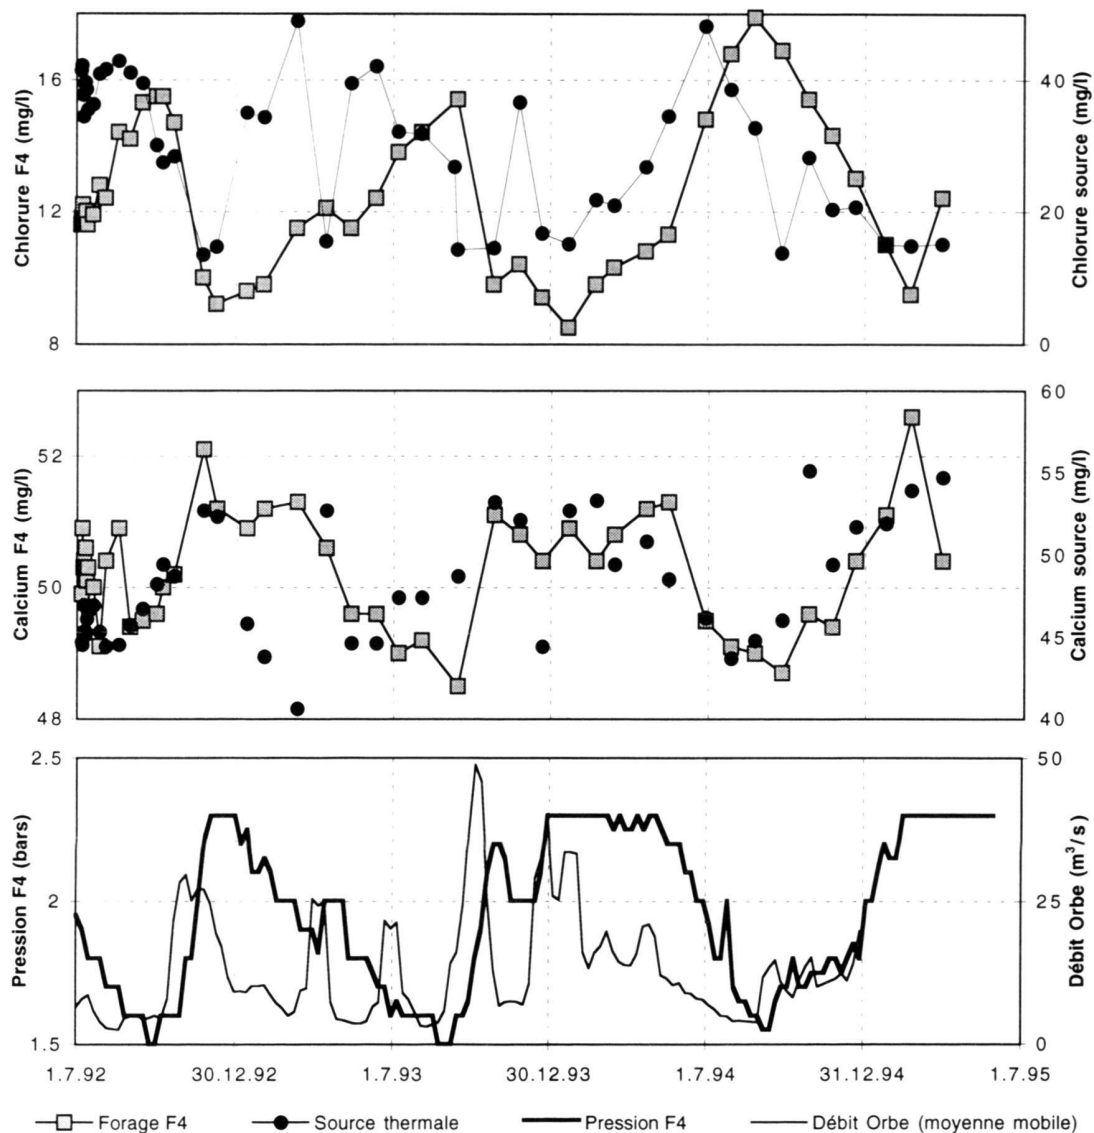 Chlorure F4 (mg/l)
16
12
8
40
20
0
Chlorure source (mg/l)
Calcium F4 (mg/l)
52
50
48
60
55
50
45
40
Calcium source (mg/l)
Pression F4 (bars)
2.5
2
1.5
50
25
0
Débit Orbe (m³/s)
1.7.92
30.12.92
1.7.93
30.12.93
1.7.94
31.12.94
1.7.95
Forage F4
Source thermale
Pression F4
Débit Orbe (moyenne mobile)